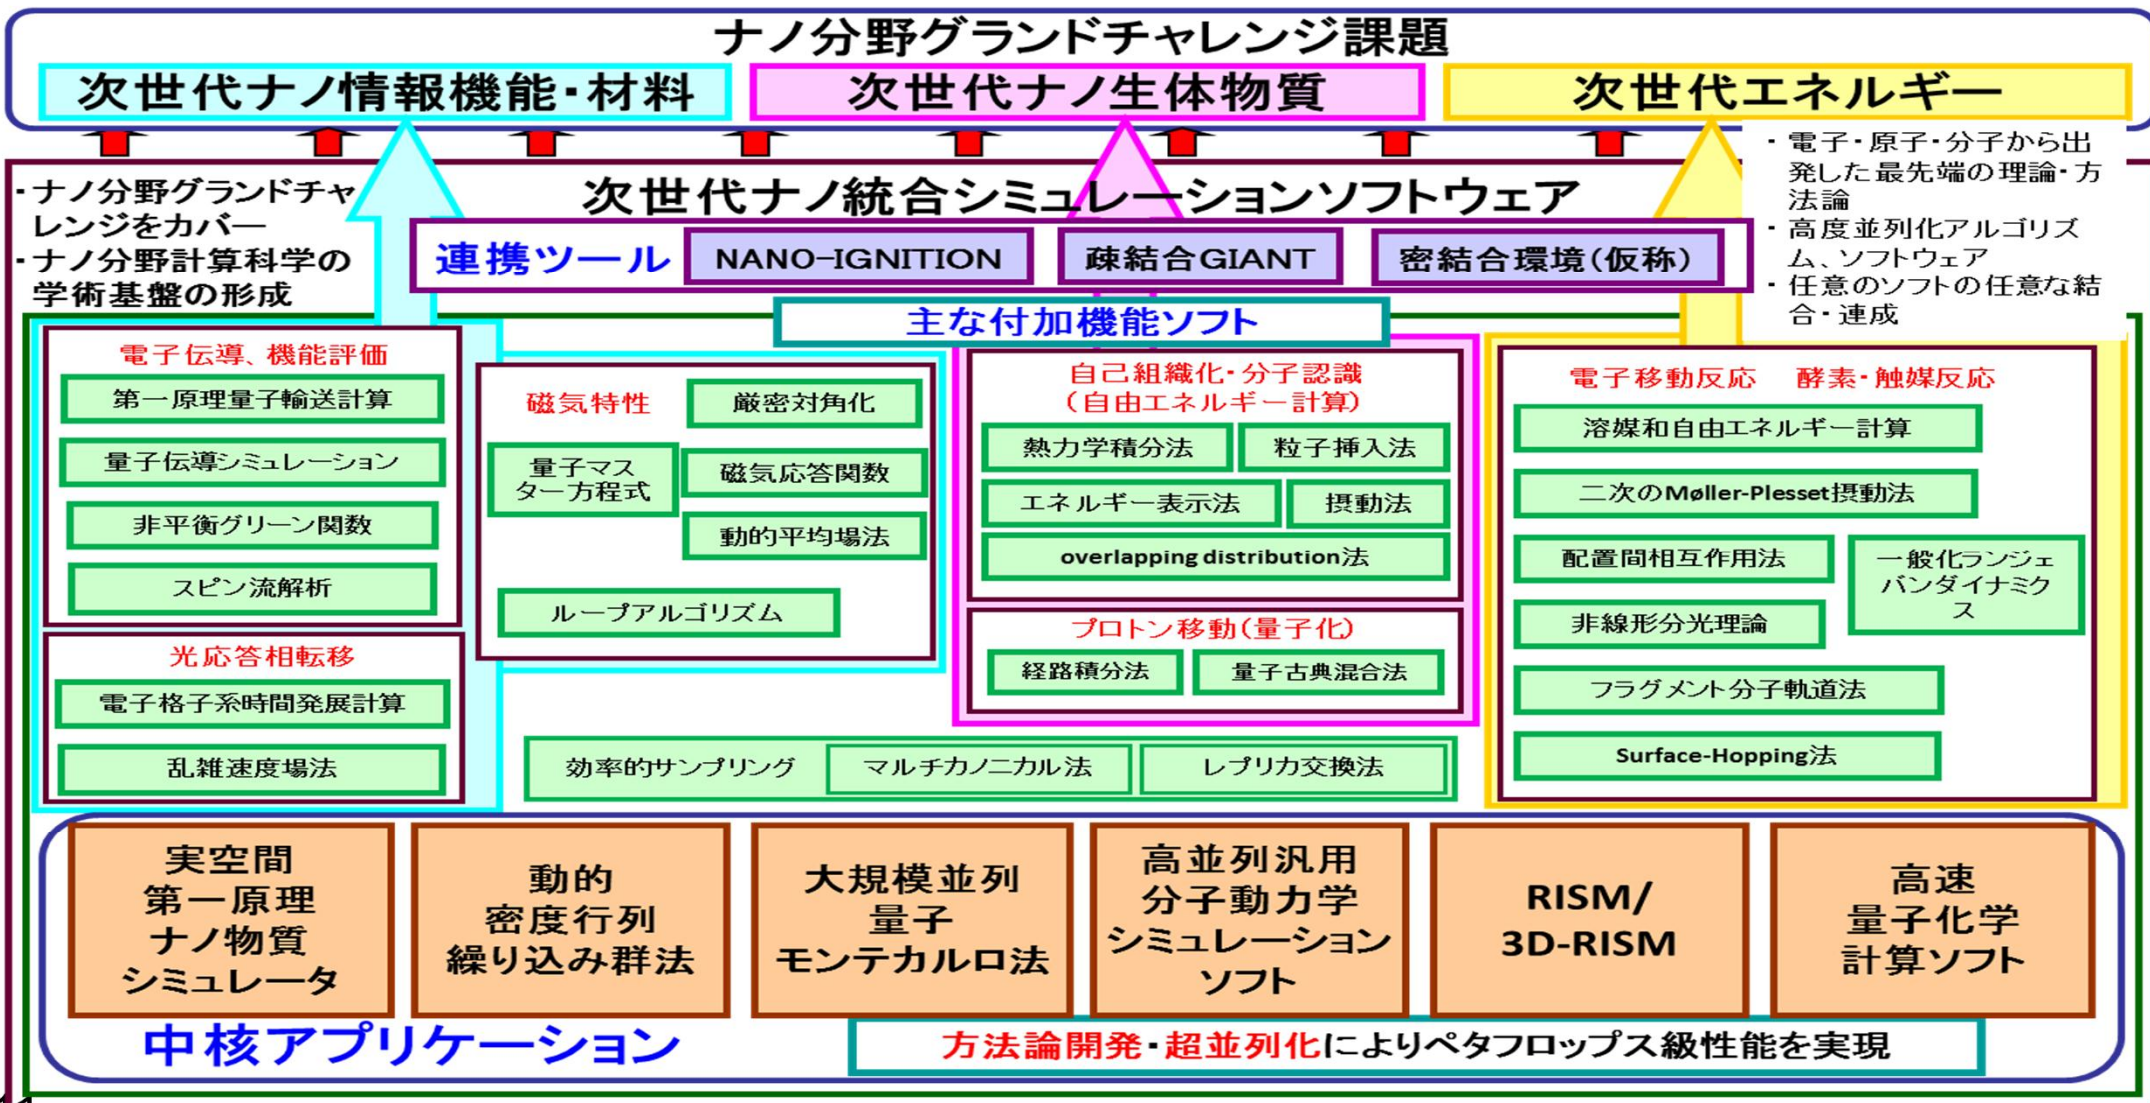 ナノ分野グランドチャレンジ課題
次世代ナノ情報機能・材料
次世代ナノ生体物質
次世代エネルギー
・ナノ分野グランドチャ
レンジをカバー
・ナノ分野計算科学の
学術基盤の形成
次世代ナノ統合シミュレーションソフトウェア
・電子・原子・分子から出
発した最先端の理論・方
法論
・高度並列化アルゴリズ
ム、ソフトウェア
・任意のソフトの任意な結
合・連成
連携ツール
NANO-IGNITION
疎結合GIANT
密結合環境(仮称)
主な付加機能ソフト
電子伝導、機能評価
第一原理量子輸送計算
量子伝導シミュレーション
非平衡グリーン関数
スピン流解析
光応答相転移
電子格子系時間発展計算
乱雑速度場法
磁気特性
厳密対角化
量子マス
ター方程式
磁気応答関数
動的平均場法
ループアルゴリズム
自己組織化・分子認識
(自由エネルギー計算)
熱力学積分法
粒子挿入法
エネルギー表示法
摂動法
overlapping distribution法
プロトン移動(量子化)
経路積分法
量子古典混合法
効率的サンプリング
マルチカノニカル法
レプリカ交換法
電子移動反応 酵素・触媒反応
溶媒和自由エネルギー計算
二次のMøller-Plesset摂動法
配置間相互作用法
一般化ランジェ
バンダイナミク
ス
非線形分光理論
フラグメント分子軌道法
Surface-Hopping法
実空間
第一原理
ナノ物質
シミュレータ
動的
密度行列
繰り込み群法
大規模並列
量子
モンテカルロ法
高並列汎用
分子動力学
シミュレーション
ソフト
RISM/
3D-RISM
高速
量子化学
計算ソフト
中核アプリケーション
方法論開発・超並列化によりペタフロップス級性能を実現